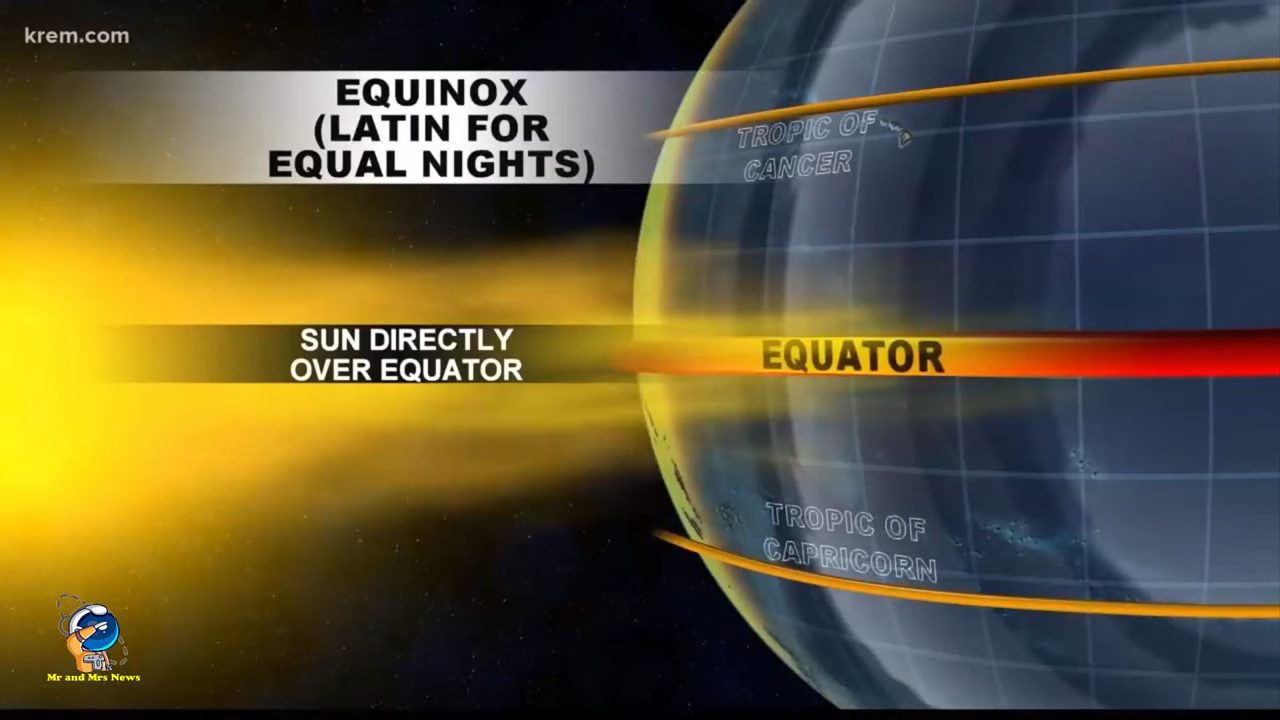 krem.com
EQUINOX
(LATIN FOR
EQUAL NIGHTS)
TROPIC OF
CANCER
SUN DIRECTLY
OVER EQUATOR
EQUATOR
TROPIC OF
CAPRICORN
Mr and Mrs News